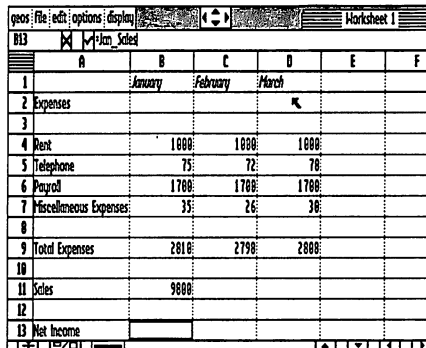 geos file edit options display Worksheet 1
B13 =Jan_Sales
A B C D E F
1 January February March
2 Expenses
3
4 Rent 1000 1000 1000
5 Telephone 75 72 78
6 Payroll 1700 1700 1700
7 Miscellaneous Expenses 35 26 30
8
9 Total Expenses 2810 2798 2808
10
11 Sales 9800
12
13 Net Income